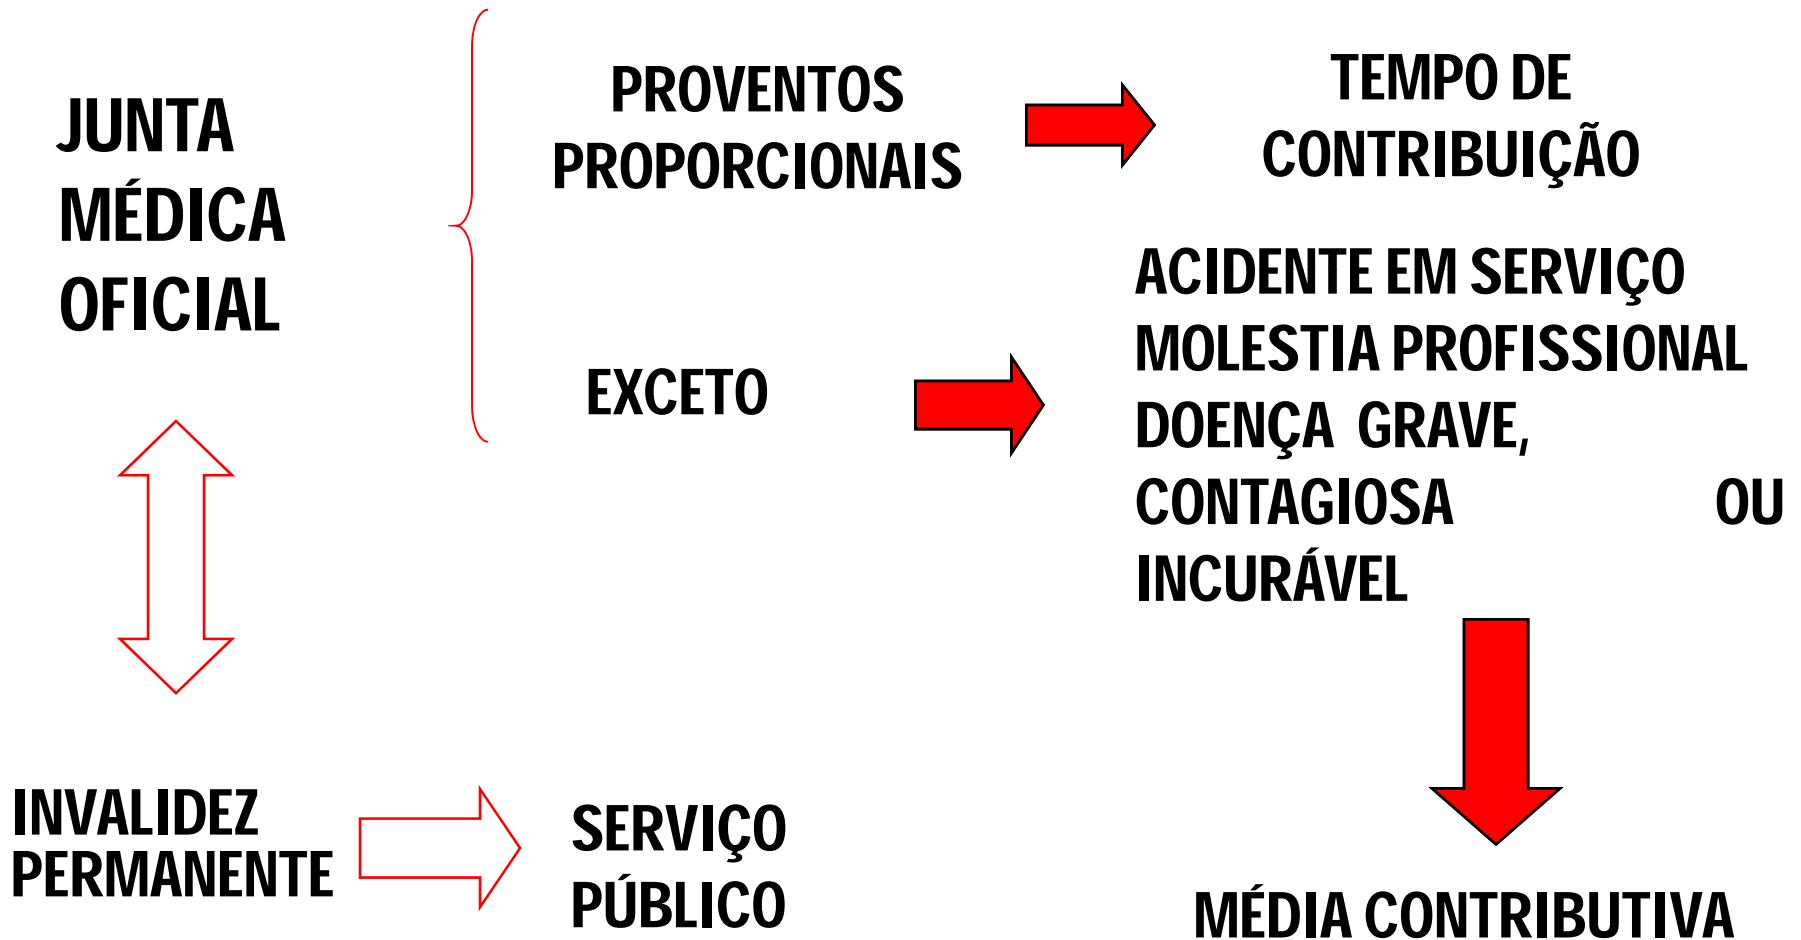 JUNTA
MÉDICA
OFICIAL
PROVENTOS
PROPORCIONAIS
TEMPO DE
CONTRIBUIÇÃO
EXCETO
ACIDENTE EM SERVIÇO
MOLESTIA PROFISSIONAL
DOENÇA GRAVE,
CONTAGIOSA OU
INCURÁVEL
INVALIDEZ
PERMANENTE
SERVIÇO
PÚBLICO
MÉDIA CONTRIBUTIVA